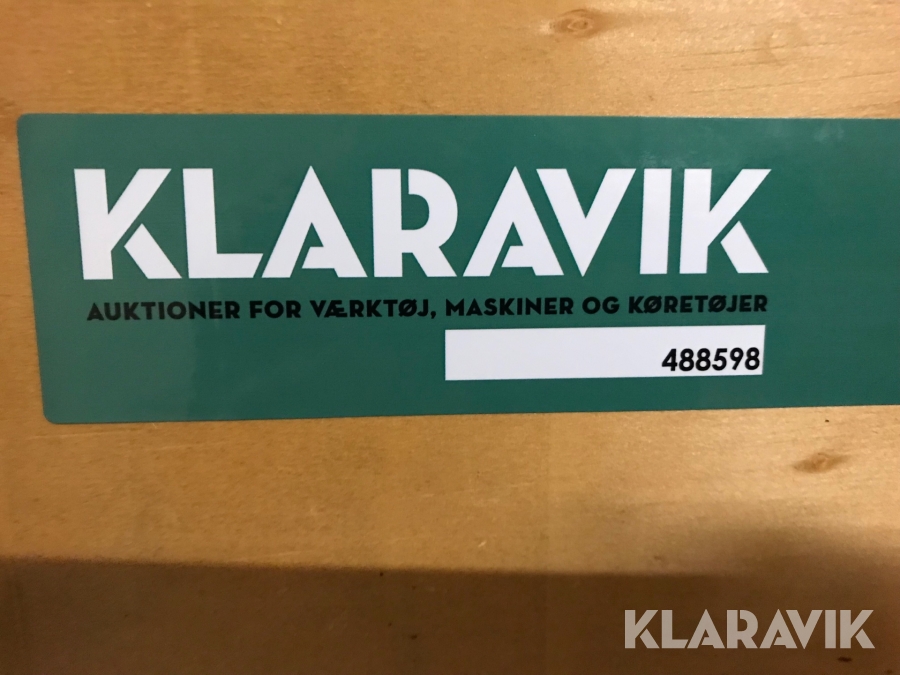 KLARAVIK
AUKTIONER FOR VÆRKTØJ, MASKINER OG KØRETØJER
488598
KLARAVIK